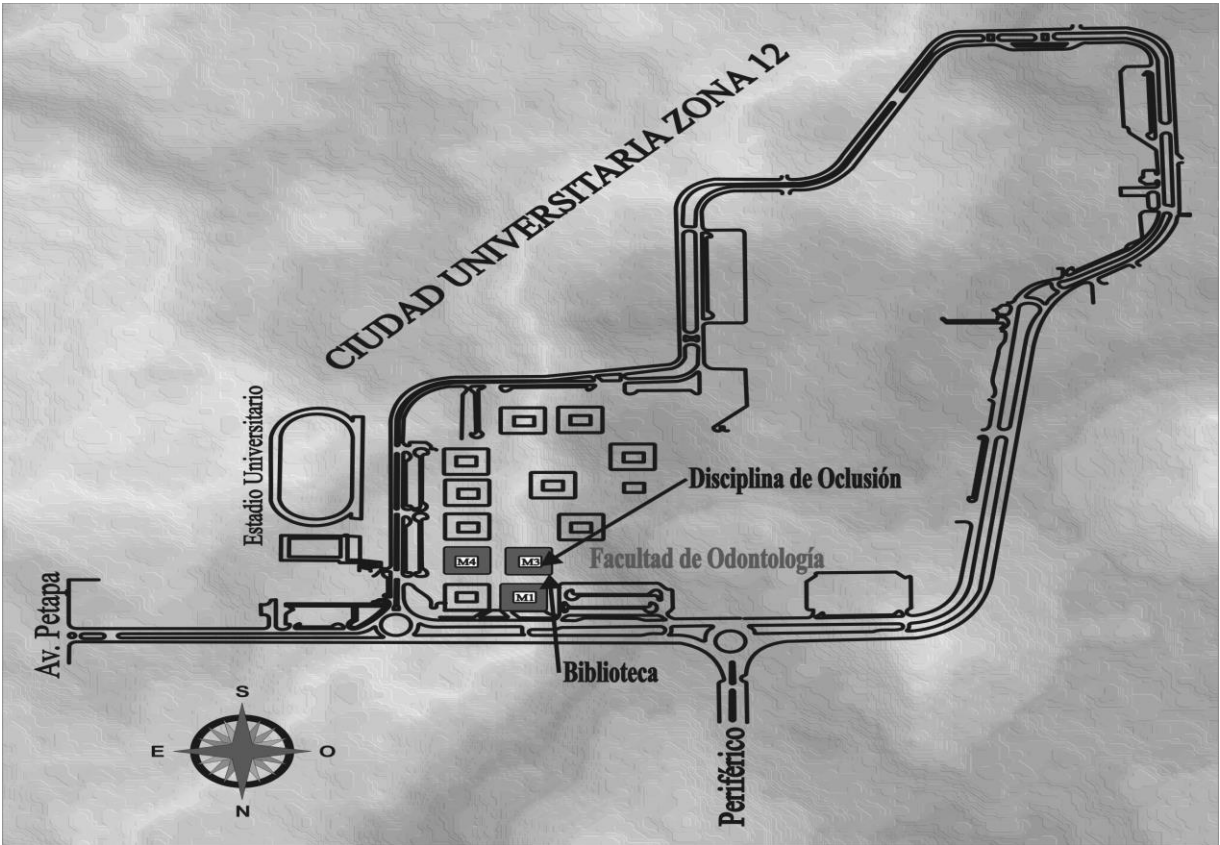 CIUDAD UNIVERSITARIA ZONA 12
Estadio Universitario
Disciplina de Oclusión
M4
M3
Facultad de Odontología
M1
Av. Petapa
Biblioteca
S
E
O
N
Periférico